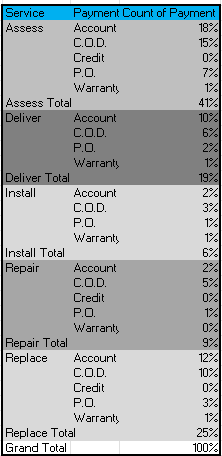 Service Payment Count of Payment
Assess Account 18%
C.O.D. 15%
Credit 0%
P.O. 7%
Warranty 1%
Assess Total 41%
Deliver Account 10%
C.O.D. 6%
P.O. 2%
Warranty 1%
Deliver Total 19%
Install Account 2%
C.O.D. 3%
P.O. 1%
Warranty 1%
Install Total 6%
Repair Account 2%
C.O.D. 5%
Credit 0%
P.O. 1%
Warranty 0%
Repair Total 9%
Replace Account 12%
C.O.D. 10%
Credit 0%
P.O. 3%
Warranty 1%
Replace Total 25%
Grand Total 100%